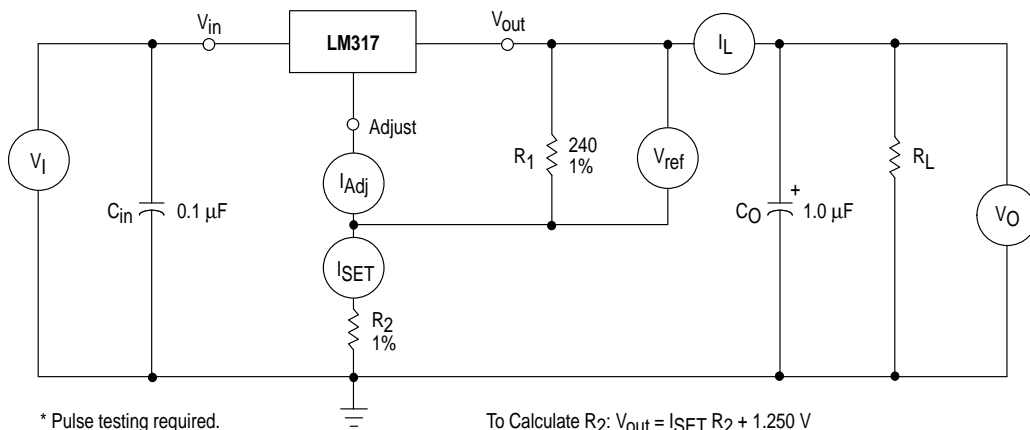 Vin
LM317
Vout
IL
Adjust
VI
IAdj
R1
240
1%
Vref
RL
Cin
0.1 μF
CO
+
1.0 μF
VO
ISET
R2
1%
* Pulse testing required.
To Calculate R2: Vout = ISET R2 + 1.250 V